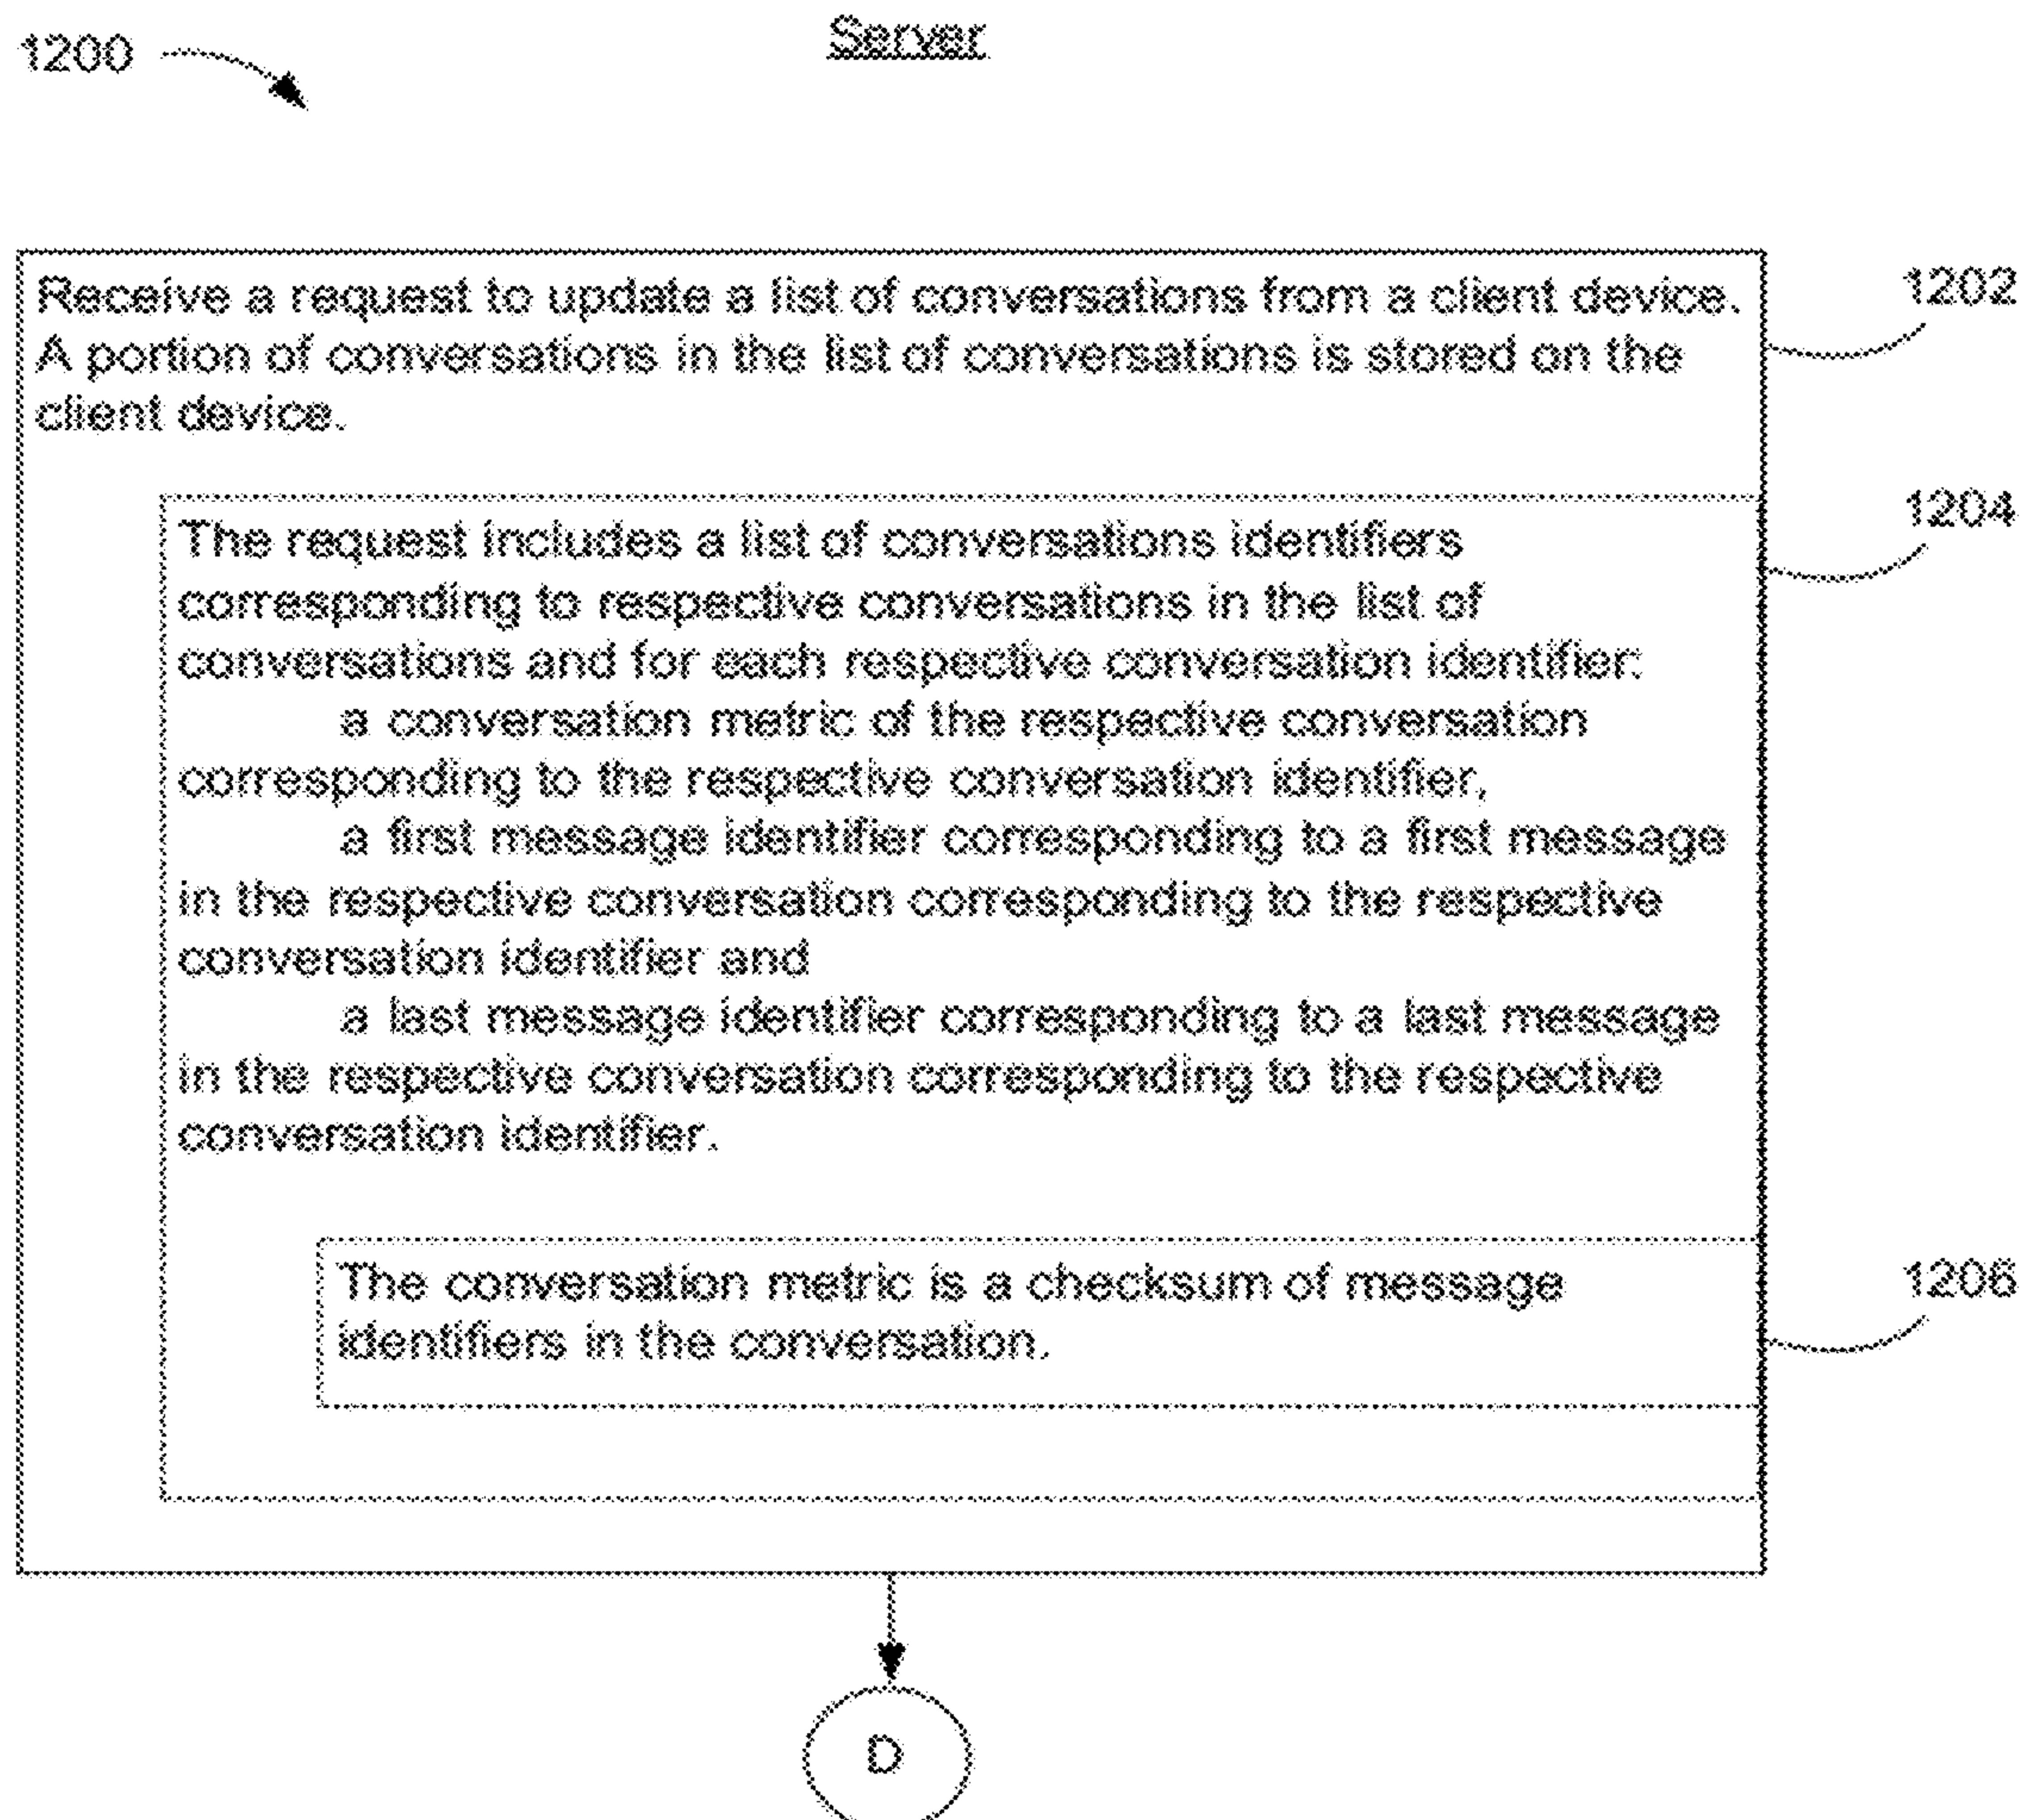 1200
Server
Receive a request to update a list of conversations from a client device.
A portion of conversations in the list of conversations is stored on the
client device.
1202
The request includes a list of conversations identifiers
corresponding to respective conversations in the list of
conversations and for each respective conversation identifier:
a conversation metric of the respective conversation
corresponding to the respective conversation identifier,
a first message identifier corresponding to a first message
in the respective conversation corresponding to the respective
conversation identifier and
a last message identifier corresponding to a last message
in the respective conversation corresponding to the respective
conversation identifier.
1204
The conversation metric is a checksum of message
identifiers in the conversation.
1206
D